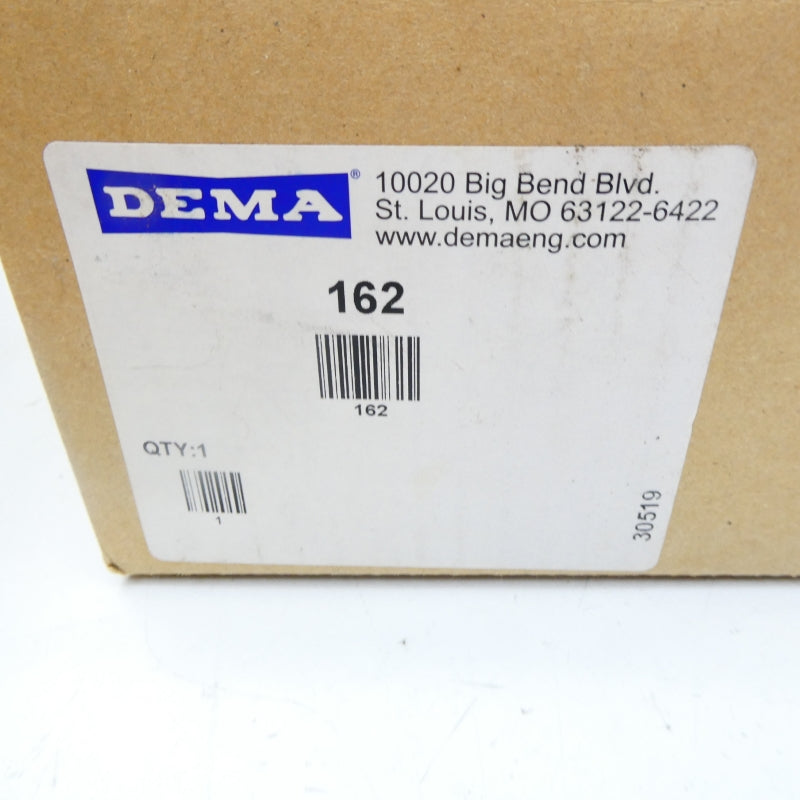 DEMA®
10020 Big Bend Blvd.
St. Louis, MO 63122-6422
www.demaeng.com
162
162
QTY:1
1
30519